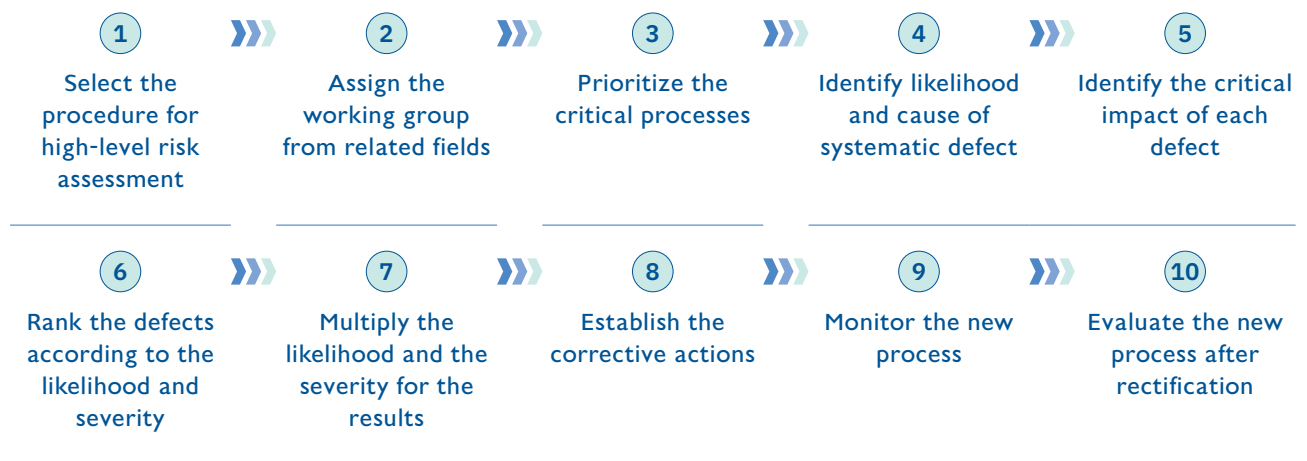 1
Select the
procedure for
high-level risk
assessment
2
Assign the
working group
from related fields
3
Prioritize the
critical processes
4
Identify likelihood
and cause of
systematic defect
5
Identify the critical
impact of each
defect
6
Rank the defects
according to the
likelihood and
severity
7
Multiply the
likelihood and the
severity for the
results
8
Establish the
corrective actions
9
Monitor the new
process
10
Evaluate the new
process after
rectification